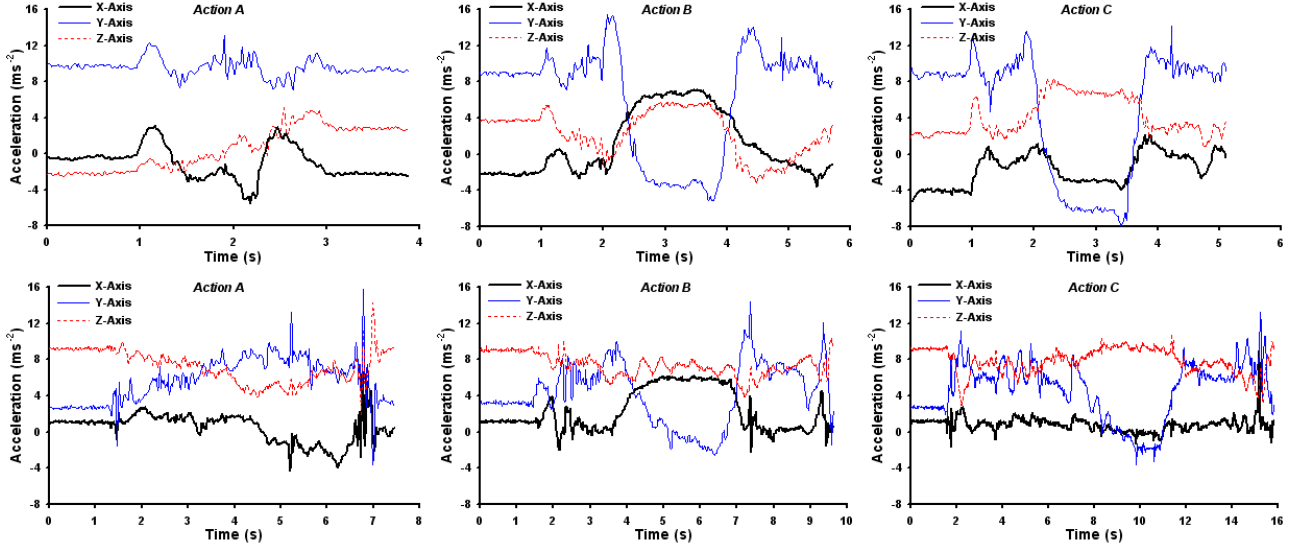 Action A
X-Axis
Y-Axis
Z-Axis
16
12
8
4
0
-4
-8
Acceleration (ms-2)
0 1 2 3 4
Time (s)
Action B
X-Axis
Y-Axis
Z-Axis
16
12
8
4
0
-4
-8
Acceleration (ms-2)
0 1 2 3 4 5 6
Time (s)
Action C
X-Axis
Y-Axis
Z-Axis
16
12
8
4
0
-4
-8
Acceleration (ms-2)
0 1 2 3 4 5 6
Time (s)
Action A
X-Axis
Y-Axis
Z-Axis
16
12
8
4
0
-4
-8
Acceleration (ms-2)
0 1 2 3 4 5 6 7 8
Time (s)
Action B
X-Axis
Y-Axis
Z-Axis
16
12
8
4
0
-4
-8
Acceleration (ms-2)
0 1 2 3 4 5 6 7 8 9 10
Time (s)
Action C
X-Axis
Y-Axis
Z-Axis
16
12
8
4
0
-4
-8
Acceleration (ms-2)
0 2 4 6 8 10 12 14 16
Time (s)